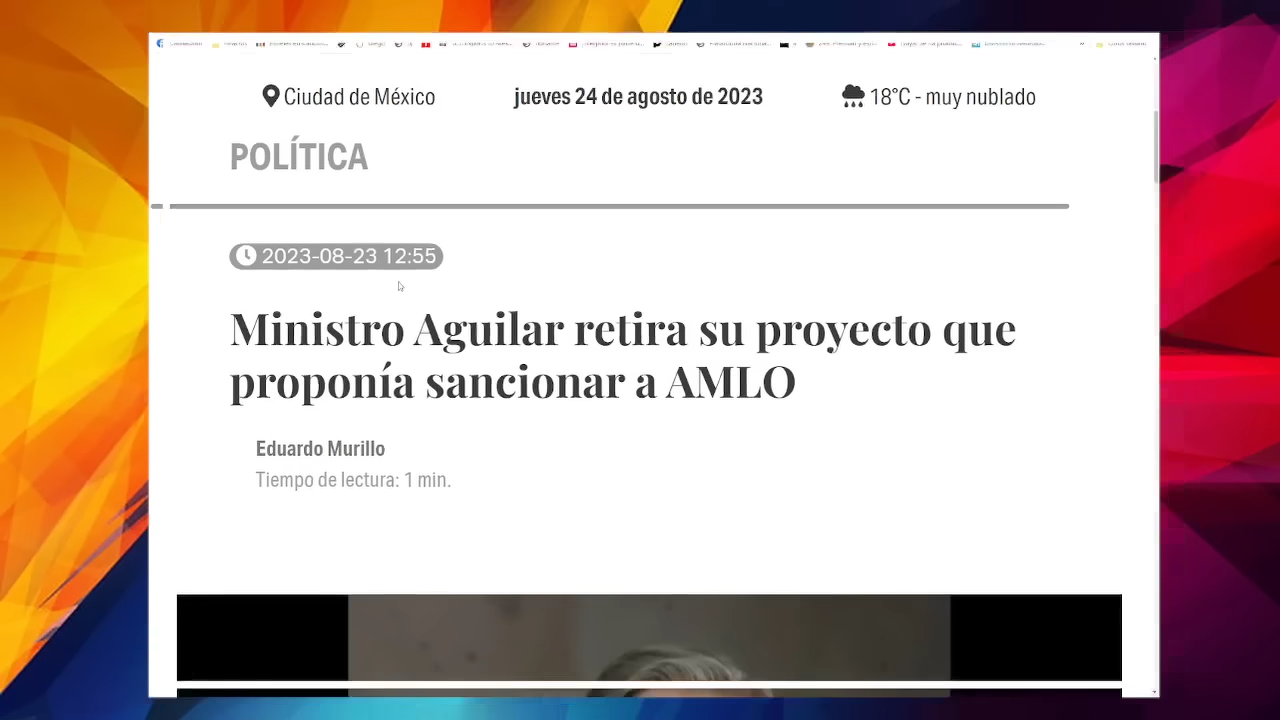 Ciudad de México
jueves 24 de agosto de 2023
18°C - muy nublado
POLÍTICA
2023-08-23 12:55
Ministro Aguilar retira su proyecto que
proponía sancionar a AMLO
Eduardo Murillo
Tiempo de lectura: 1 min.